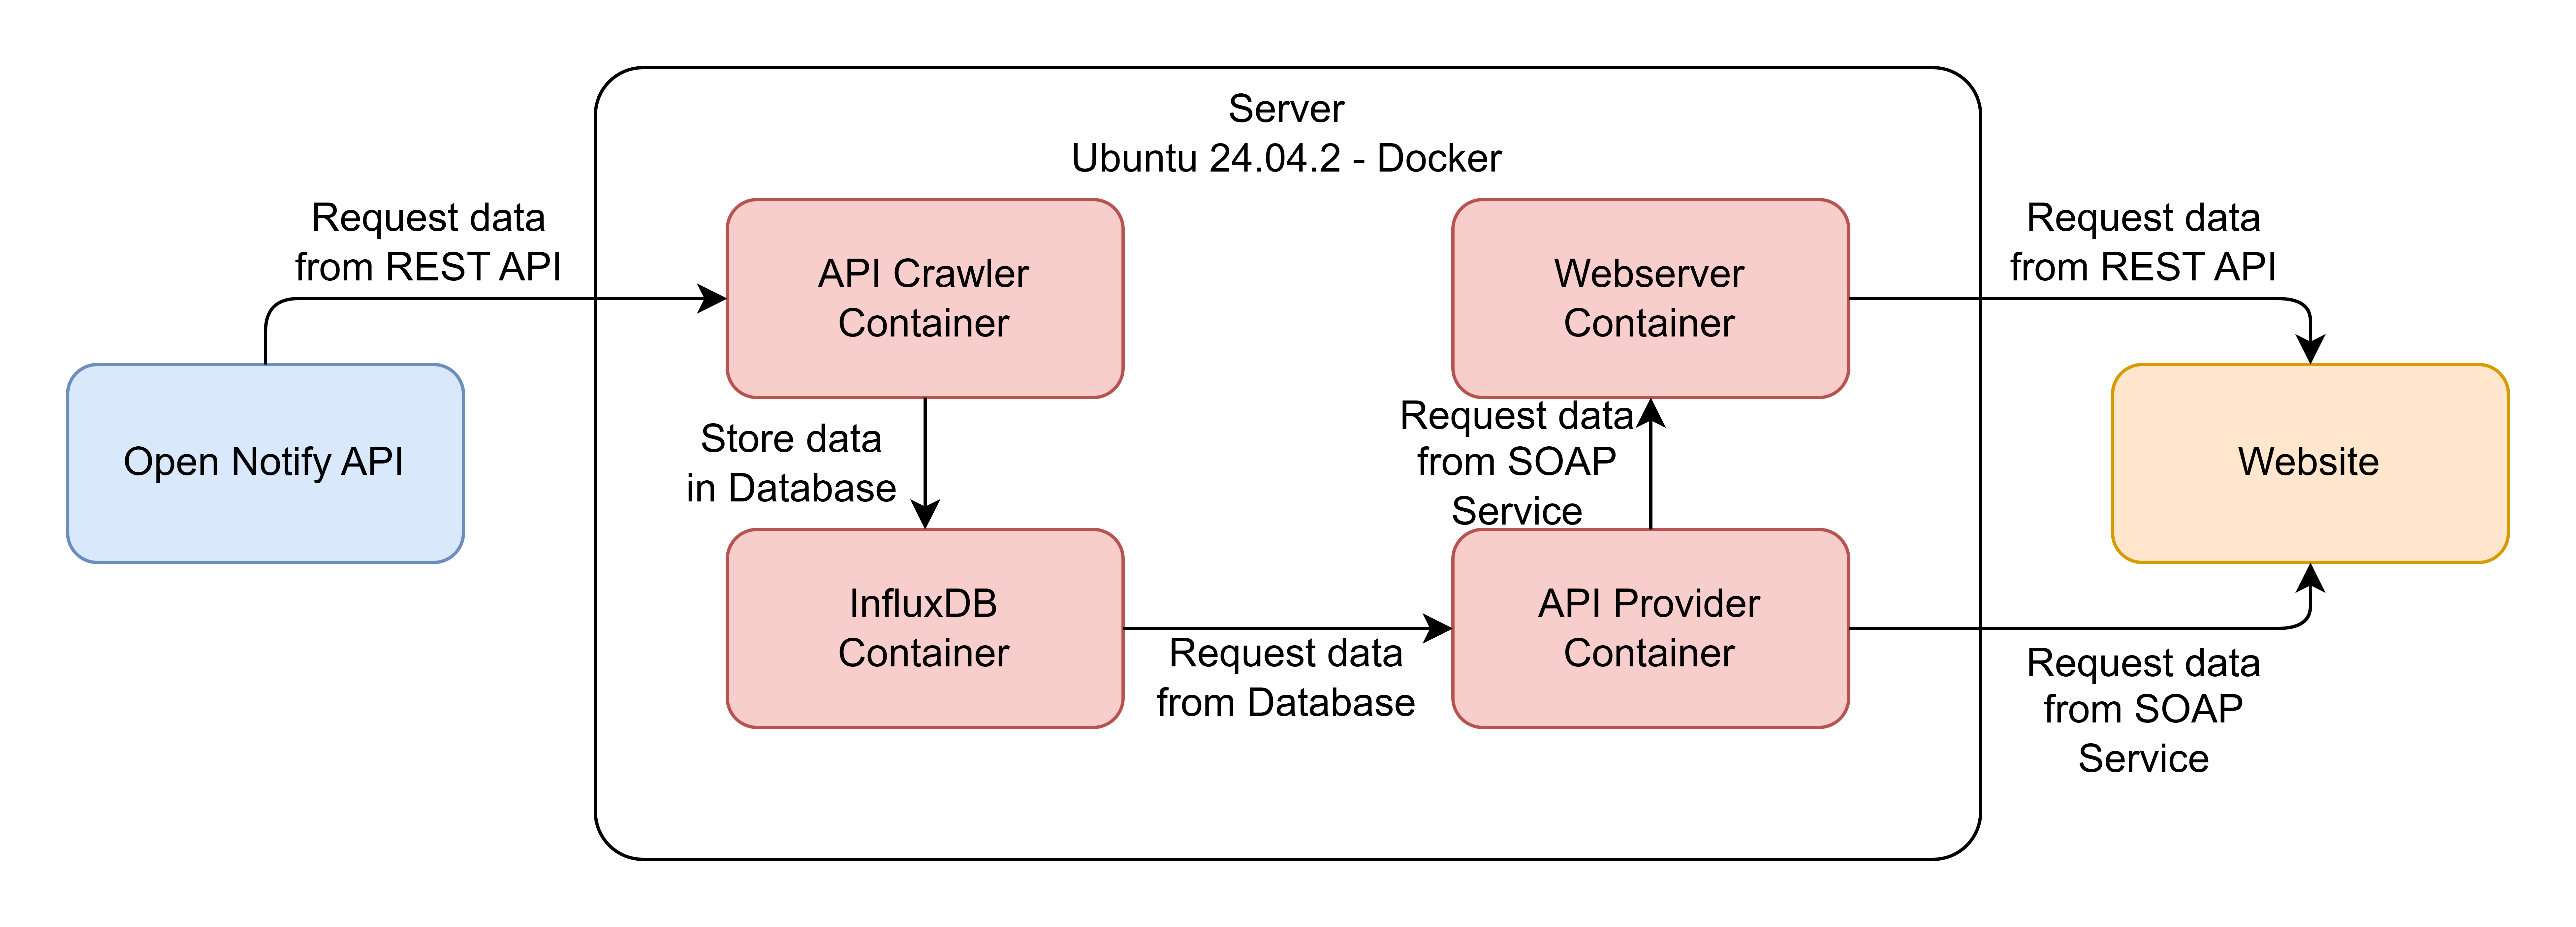 Server
Ubuntu 24.04.2 - Docker
Request data
from REST API
Open Notify API
API Crawler
Container
Store data
in Database
InfluxDB
Container
Request data
from Database
Webserver
Container
Request data
from SOAP
Service
API Provider
Container
Request data
from REST API
Website
Request data
from SOAP
Service